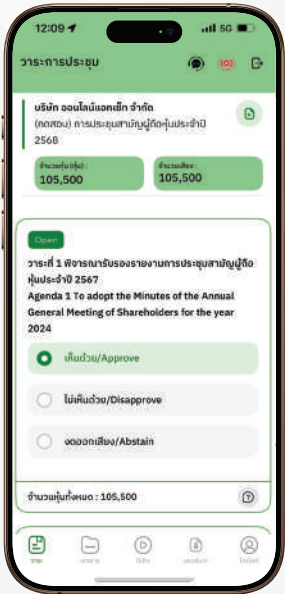 12:09
5G
วาระการประชุม
บริษัท ออนไลน์แอทเซ็ท จำกัด
(ทดสอบ) การประชุมสามัญผู้ถือหุ้นประจำปี
2568
จำนวนหุ้น (หุ้น) :
105,500
จำนวนเสียง :
105,500
Open
วาระที่ 1 พิจารณารับรองรายงานการประชุมสามัญผู้ถือ
หุ้นประจำปี 2567
Agenda 1 To adopt the Minutes of the Annual
General Meeting of Shareholders for the year
2024
เห็นด้วย/Approve
ไม่เห็นด้วย/Disapprove
งดออกเสียง/Abstain
จำนวนหุ้นทั้งหมด : 105,500
วาระ
เอกสาร